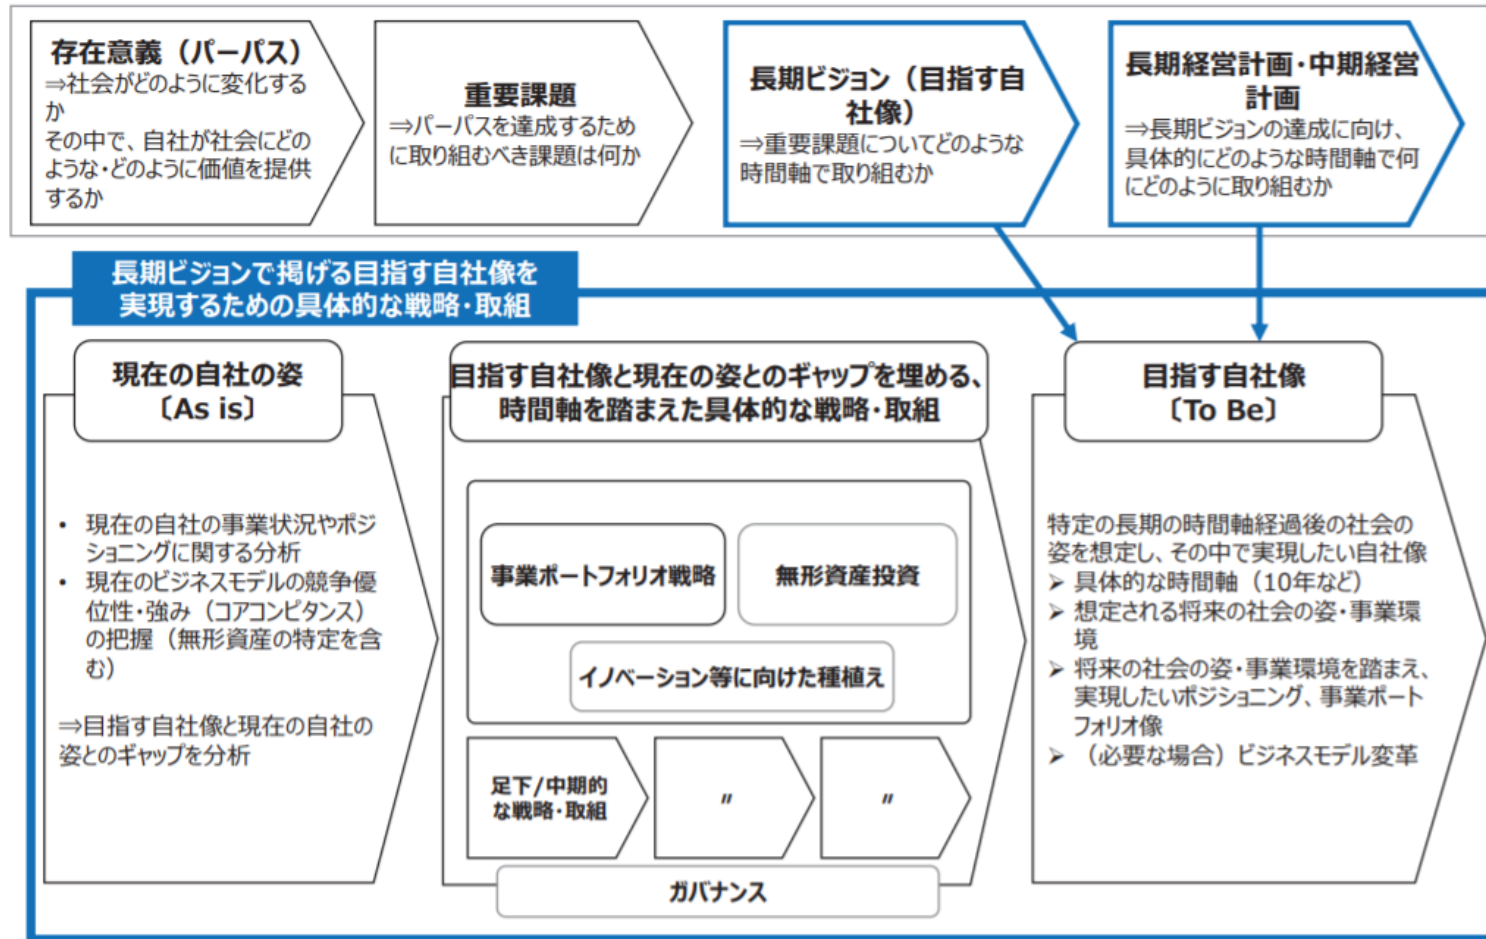 存在意義（パーパス）
⇒社会がどのように変化する
か
その中で、自社が社会にどの
ような・どのように価値を提供
するか
重要課題
⇒パーパスを達成するため
に取り組むべき課題は何か
長期ビジョン（目指す自
社像）
⇒重要課題についてどのような
時間軸で取り組むか
長期経営計画・中期経営
計画
⇒長期ビジョンの達成に向け、
具体的にどのような時間軸で何
にどのように取り組むか
長期ビジョンで掲げる目指す自社像を
実現するための具体的な戦略・取組
現在の自社の姿
〔As is〕
• 現在の自社の事業状況やポジ
ショニングに関する分析
• 現在のビジネスモデルの競争優
位性・強み（コアコンピタンス）
の把握（無形資産の特定を含
む）
⇒目指す自社像と現在の自社の
姿とのギャップを分析
目指す自社像と現在の姿とのギャップを埋める、
時間軸を踏まえた具体的な戦略・取組
事業ポートフォリオ戦略
無形資産投資
イノベーション等に向けた種植え
足下/中期的
な戦略・取組
〃
〃
ガバナンス
目指す自社像
〔To Be〕
特定の長期の時間軸経過後の社会の
姿を想定し、その中で実現したい自社像
➢ 具体的な時間軸（10年など）
➢ 想定される将来の社会の姿・事業環
境
➢ 将来の社会の姿・事業環境を踏まえ、
実現したいポジショニング、事業ポート
フォリオ像
➢ （必要な場合）ビジネスモデル変革